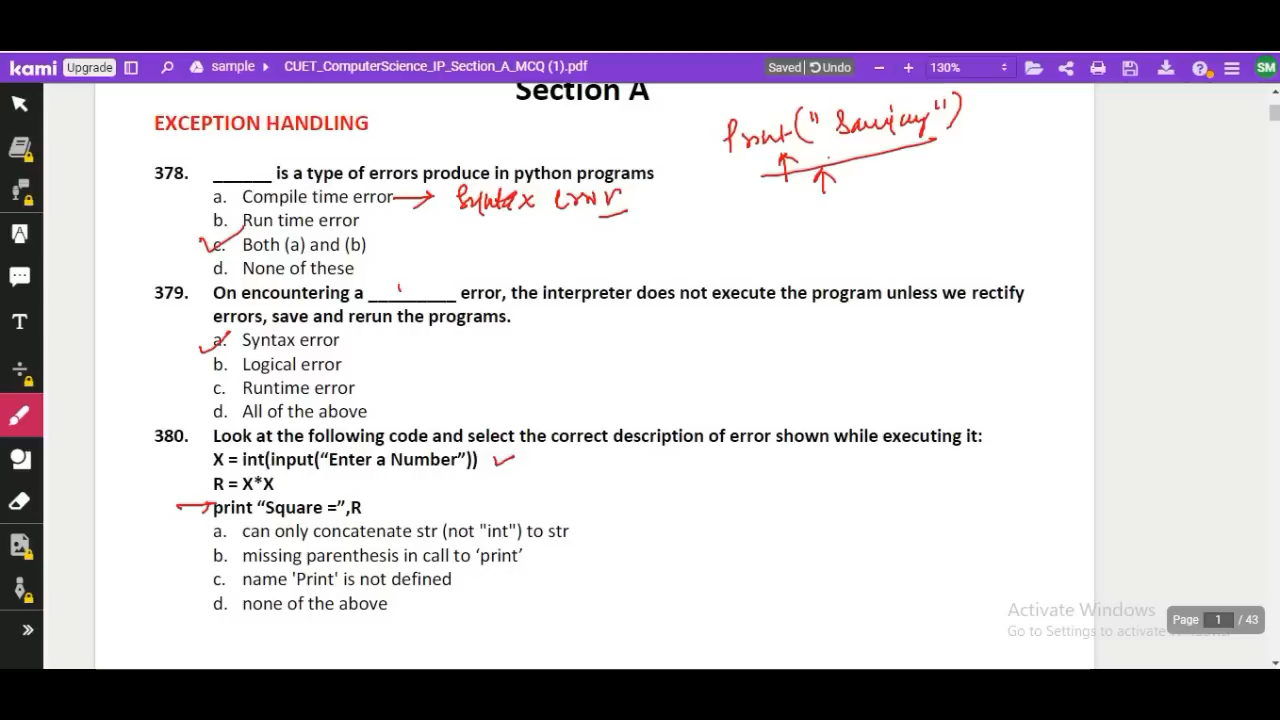 kami Upgrade sample CUET_ComputerScience_IP_Section_A_MCQ (1).pdf Saved Undo 130% SM
Section A
EXCEPTION HANDLING
Print("
378. ______ is a type of errors produce in python programs
a. Compile time error → Syntax error
b. Run time error
c. Both (a) and (b)
d. None of these
379. On encountering a _________ error, the interpreter does not execute the program unless we rectify
errors, save and rerun the programs.
a. Syntax error
b. Logical error
c. Runtime error
d. All of the above
380. Look at the following code and select the correct description of error shown while executing it:
X = int(input(“Enter a Number”))
R = X*X
print “Square =”,R
a. can only concatenate str (not "int") to str
b. missing parenthesis in call to ‘print’
c. name 'Print' is not defined
d. none of the above
Activate Windows
Go to Settings to activate
Page 1 / 43